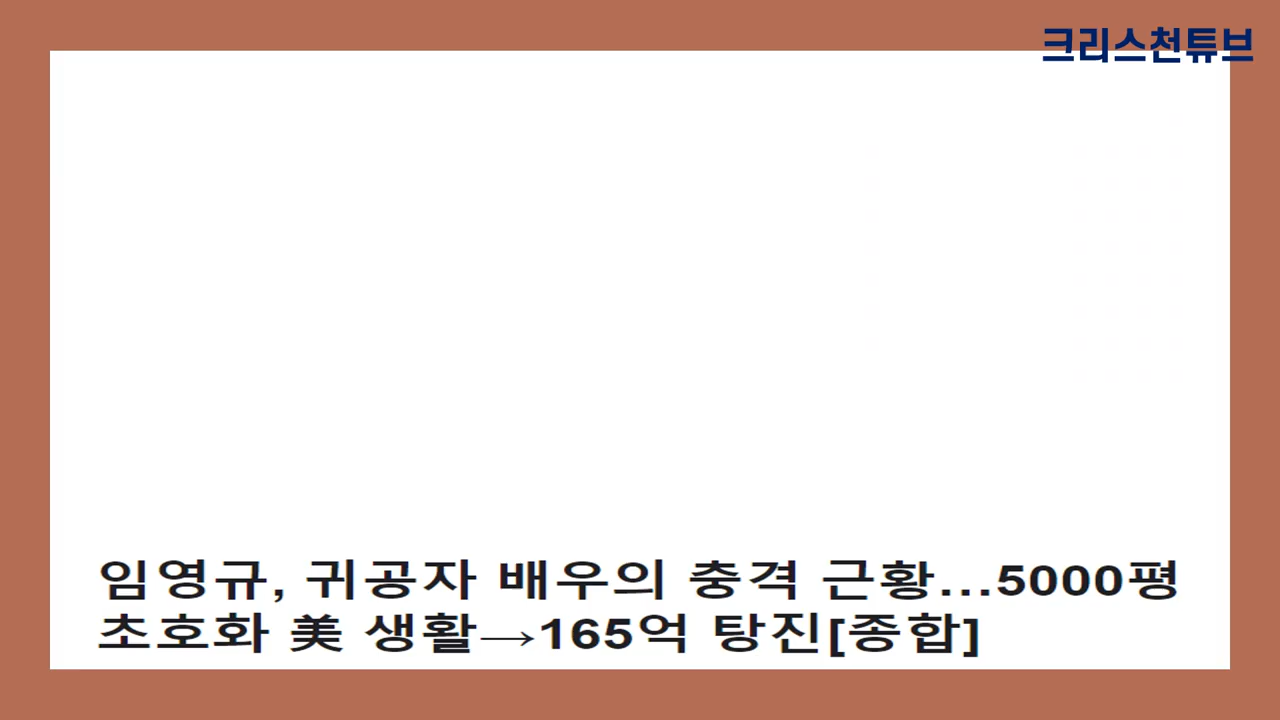 크리스천튜브
임영규, 귀공자 배우의 충격 근황...5000평
초호화 美 생활→165억 탕진[종합]